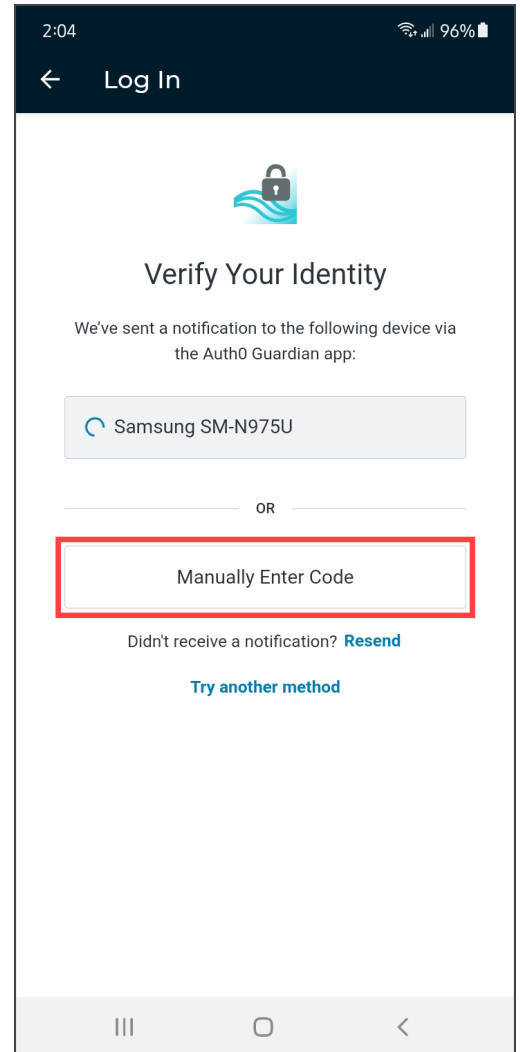 2:04
96%
Log In
Verify Your Identity
We've sent a notification to the following device via
the Auth0 Guardian app:
Samsung SM-N975U
OR
Manually Enter Code
Didn't receive a notification? Resend
Try another method